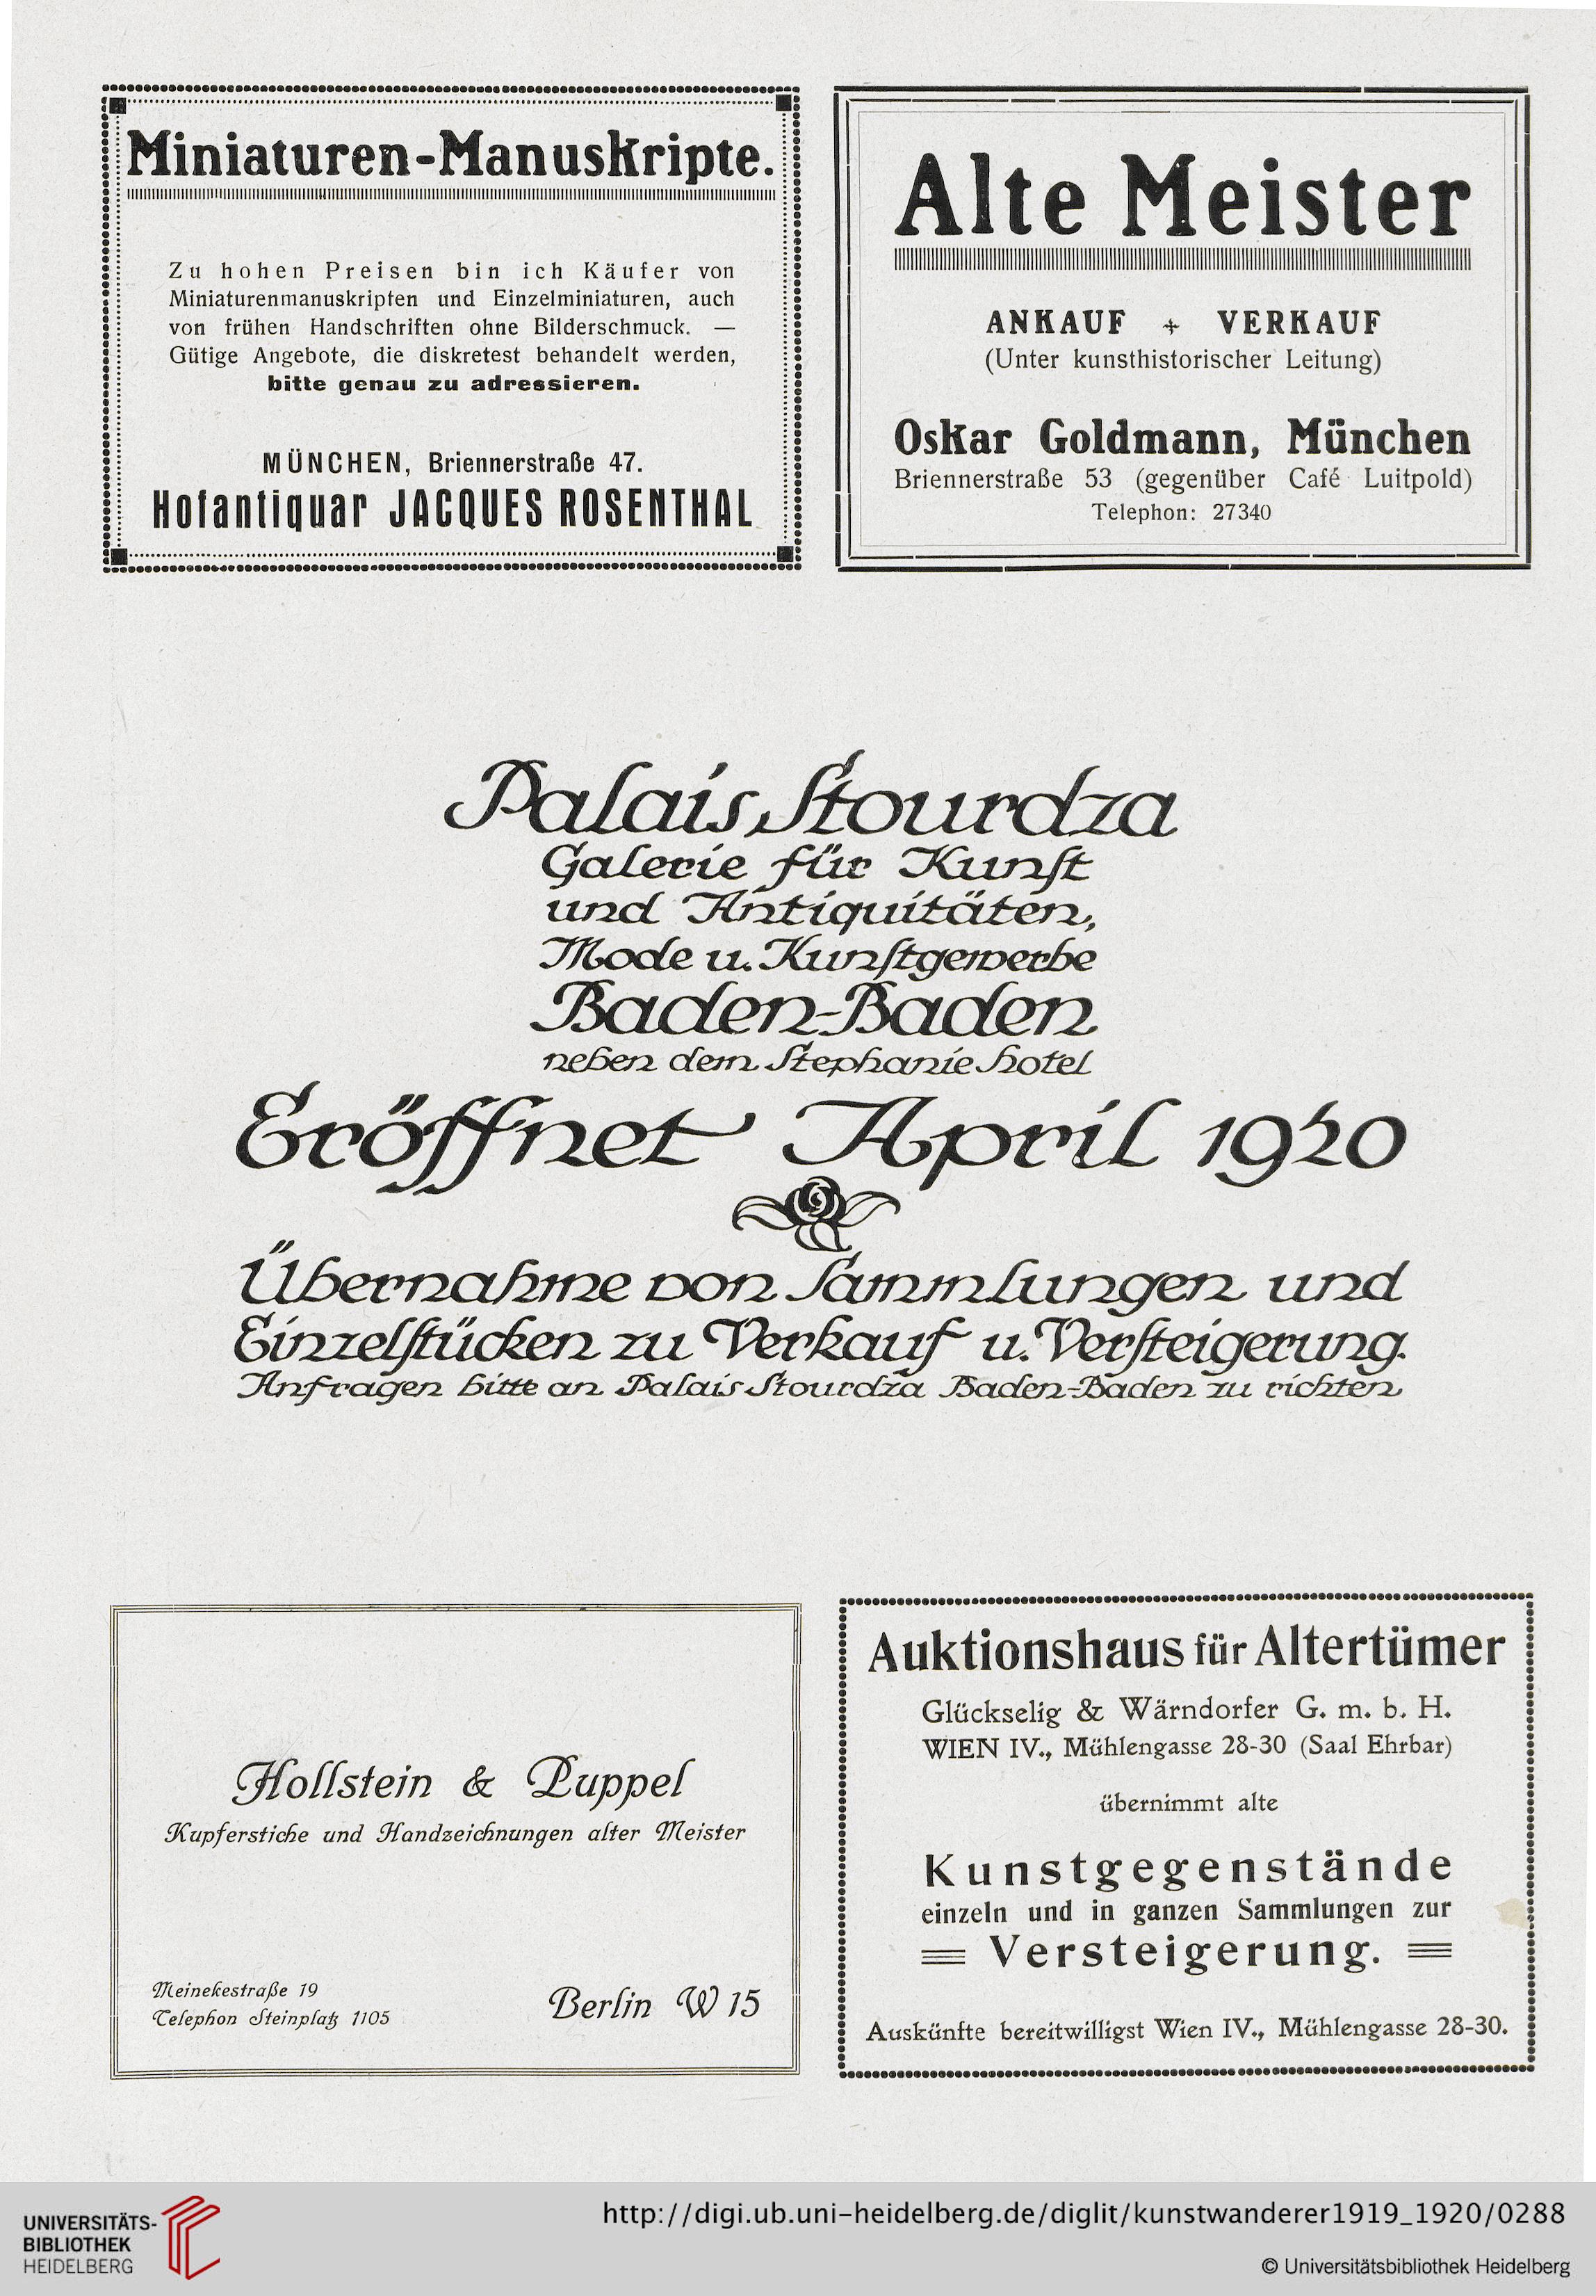 Miniaturen-Manuskripte.
Zu hohen Preisen bin ich Käufer von
Miniaturenmanuskripten und Einzelminiaturen, auch
von frühen Handschriften ohne Bilderschmuck. —
Gütige Angebote, die diskretest behandelt werden,
bitte genau zu adressieren.
MÜNCHEN, Briennerstraße 47.
Hofantiquar JACQUES ROSENTHAL
Alte Meister
ANKAUF + VERKAUF
(Unter kunsthistorischer Leitung)
Oskar Goldmann, München
Briennerstraße 53 (gegenüber Café Luitpold)
Telephon: 27340
Palais Stourdza
Galerie für Kunst
und Antiquitäten,
Mode u. Kunstgewerbe
Baden-Baden
neben dem Stephanie Hotel
Eröffnet April 1920
Übernahme von Sammlungen und
Einzelstücken zu Verkauf u. Versteigerung.
Anfragen bitte an Palais Stourdza Baden-Baden zu richten
Hollstein & Puppel
Kupferstiche und Handzeichnungen alter Meister
Meinekestraße 19
Telephon Steinplatz 1105
Berlin W 15
Auktionshaus für Altertümer
Glückselig & Wärndorfer G. m. b. H.
WIEN IV., Mühlengasse 28-30 (Saal Ehrbar)
übernimmt alte
Kunstgegenstände
einzeln und in ganzen Sammlungen zur
Versteigerung.
Auskünfte bereitwilligst Wien IV., Mühlengasse 28-30.
UNIVERSITÄTS-
BIBLIOTHEK
HEIDELBERG
http://digi.ub.uni-heidelberg.de/diglit/kunstwanderer1919_1920/0288
© Universitätsbibliothek Heidelberg